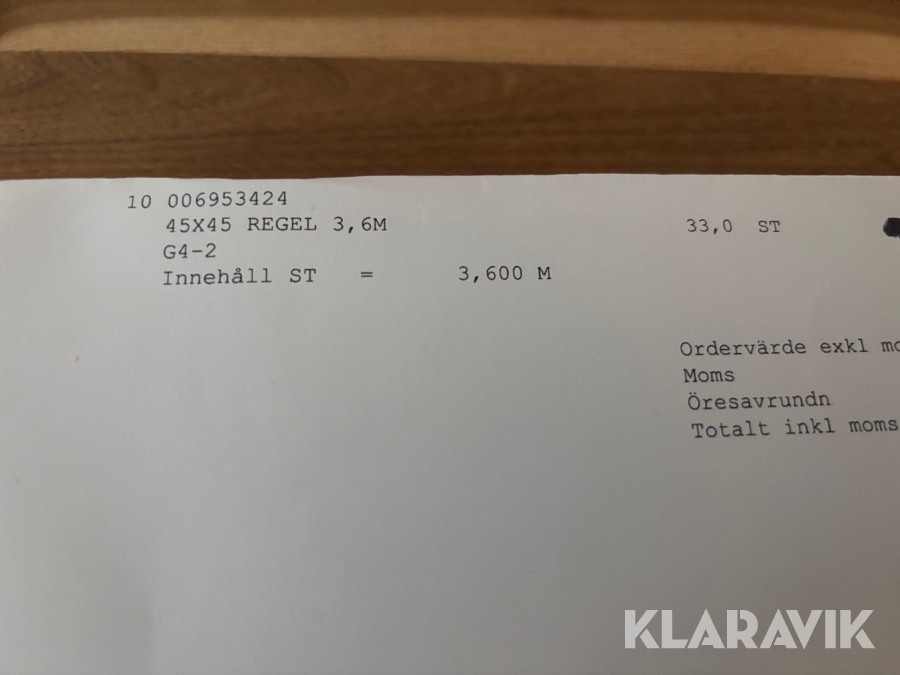 10 006953424
45X45 REGEL 3,6M 33,0 ST
G4-2
Innehåll ST = 3,600 M
Ordervärde exkl
Moms
Öresavrundn
Totalt inkl moms
KLARAVIK